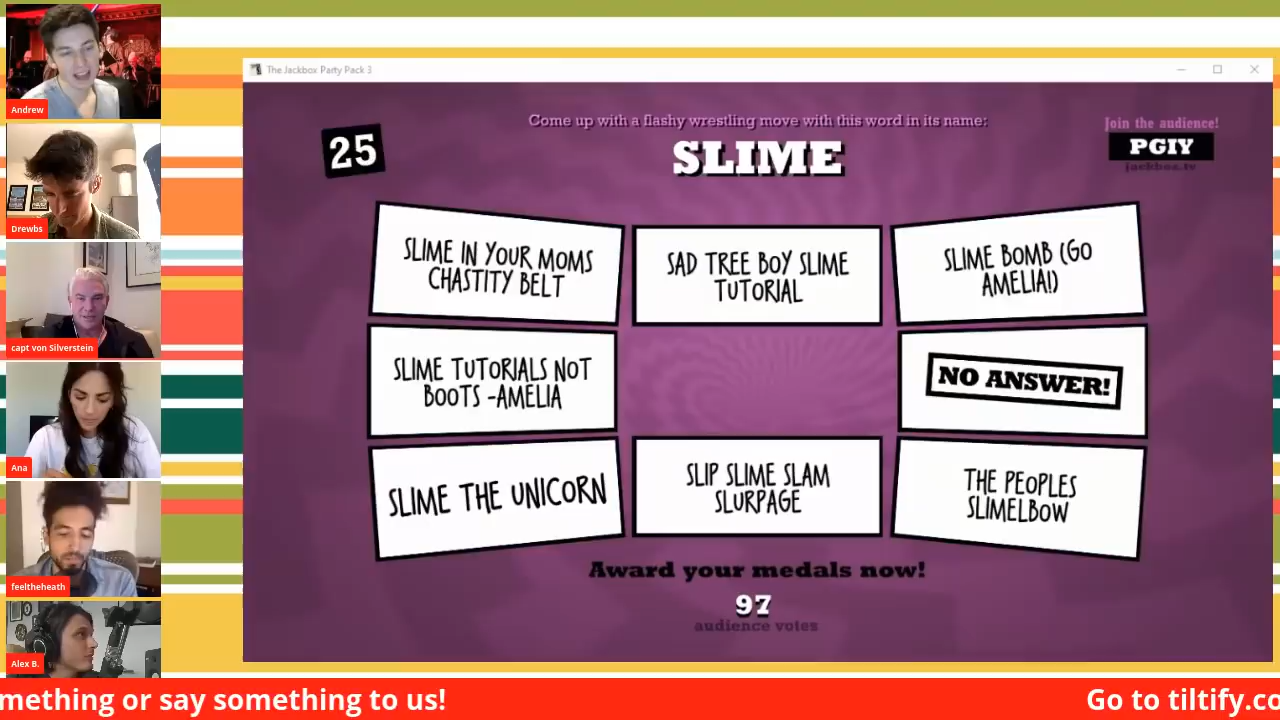 Andrew
Drewbs
capt von Silverstein
Ana
feeltheheath
Alex B.
The Jackbox Party Pack 3
25
Come up with a flashy wrestling move with this word in its name:
SLIME
Join the audience!
PGIY
jackbox.tv
SLIME IN YOUR MOMS
CHASTITY BELT
SAD TREE BOY SLIME
TUTORIAL
SLIME BOMB (GO
AMELIA!)
SLIME TUTORIALS NOT
BOOTS -AMELIA
NO ANSWER!
SLIME THE UNICORN
SLIP SLIME SLAM
SLURPAGE
THE PEOPLES
SLIMELBOW
Award your medals now!
97
audience votes
mething or say something to us!
Go to tiltify.co